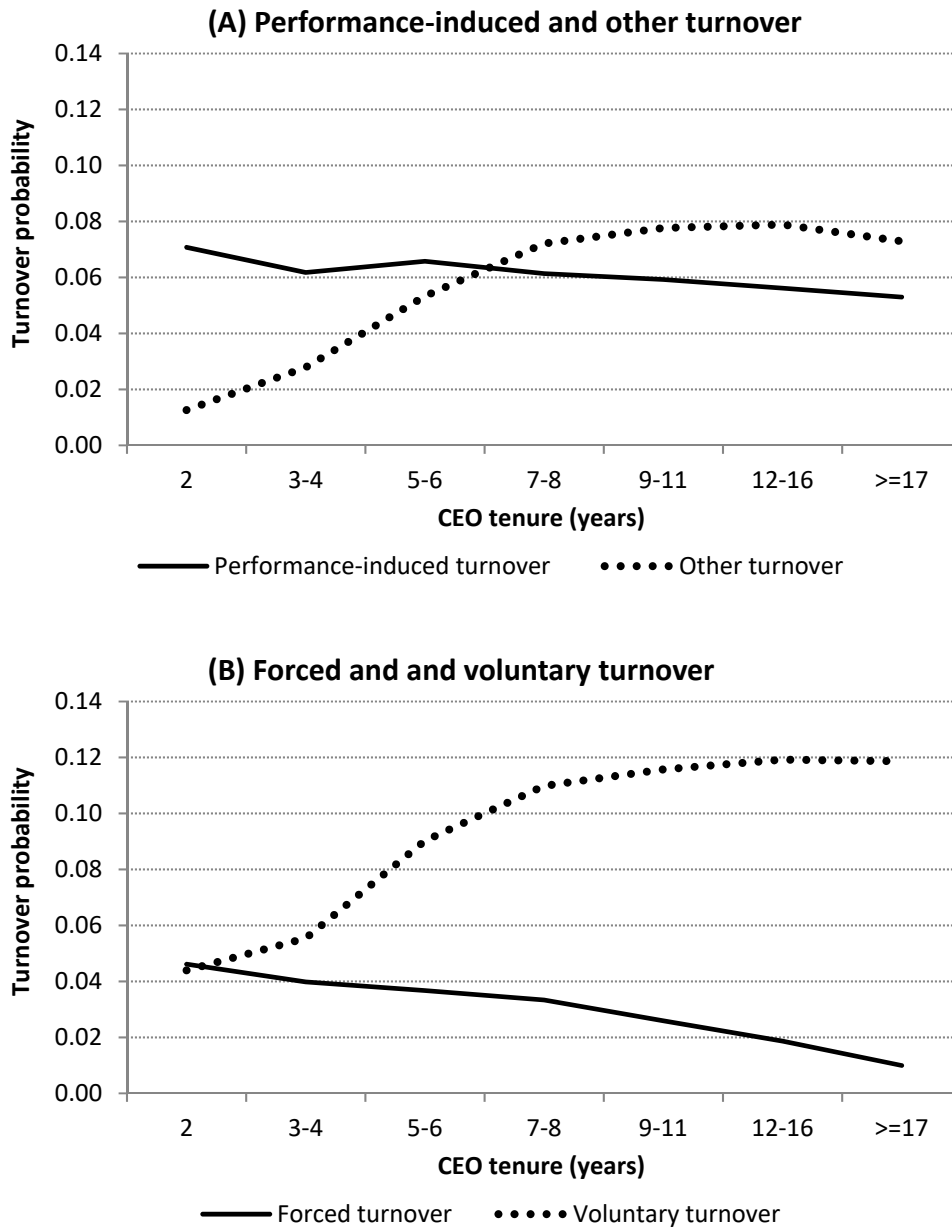 (A) Performance-induced and other turnover
0.14
0.12
0.10
0.08
0.06
0.04
0.02
0.00
Turnover probability
2 3-4 5-6 7-8 9-11 12-16 >=17
CEO tenure (years)
Performance-induced turnover Other turnover
(B) Forced and and voluntary turnover
0.14
0.12
0.10
0.08
0.06
0.04
0.02
0.00
Turnover probability
2 3-4 5-6 7-8 9-11 12-16 >=17
CEO tenure (years)
Forced turnover Voluntary turnover